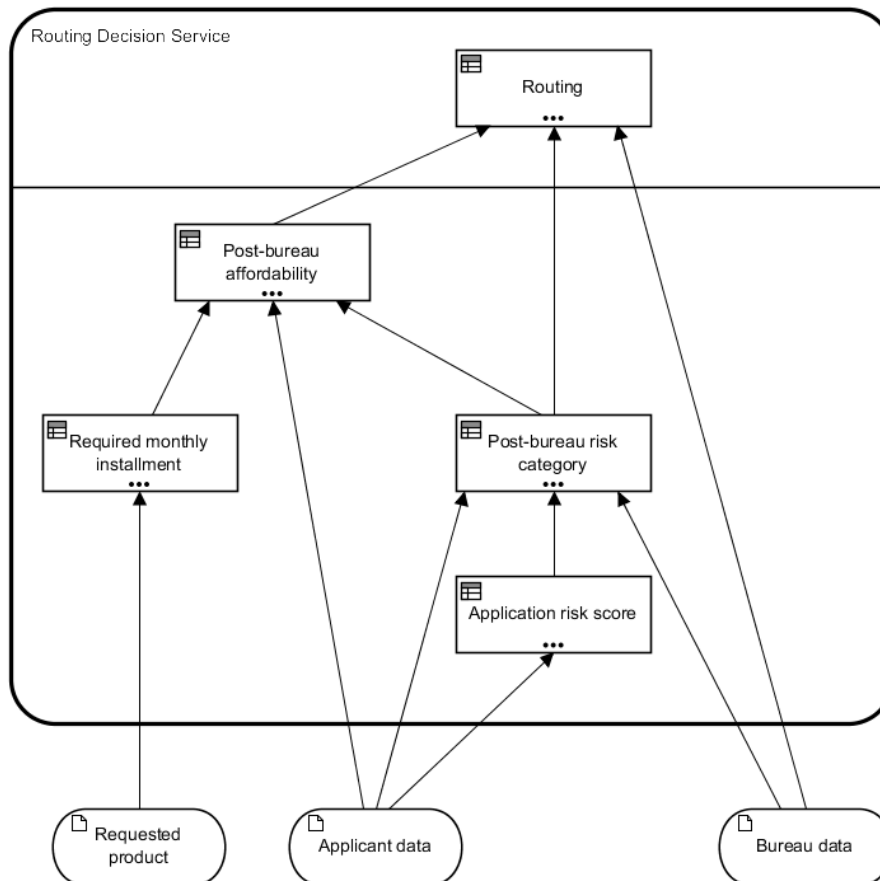 Routing Decision Service
Routing
Post-bureau
affordability
Required monthly
installment
Post-bureau risk
category
Application risk score
Requested
product
Applicant data
Bureau data